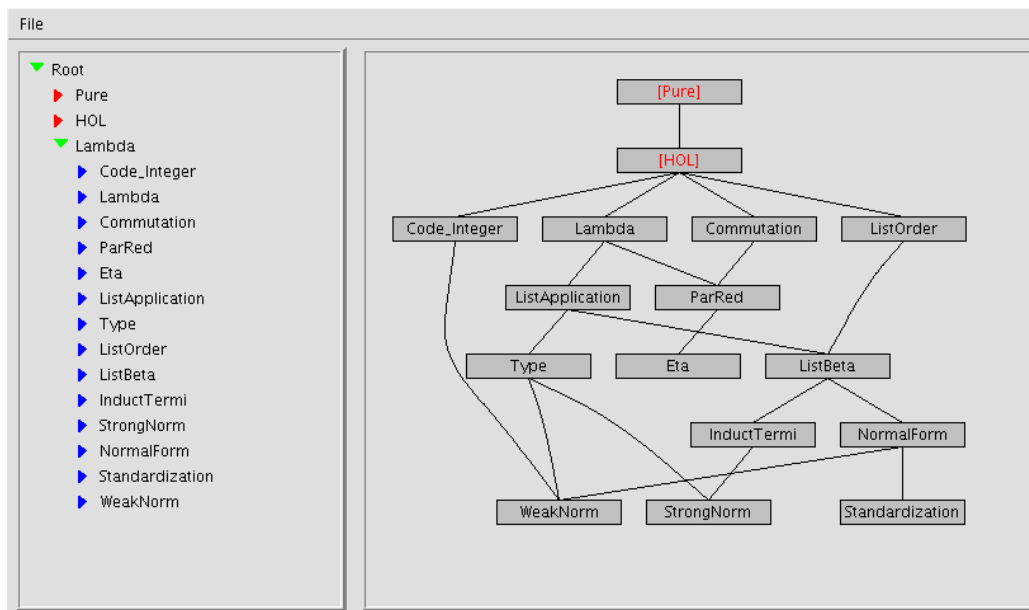 File
Root
Pure
HOL
Lambda
Code_Integer
Lambda
Commutation
ParRed
Eta
ListApplication
Type
ListOrder
ListBeta
InductTermi
StrongNorm
NormalForm
Standardization
WeakNorm
[Pure]
[HOL]
Code_Integer Lambda Commutation ListOrder
ListApplication ParRed
Type Eta ListBeta
InductTermi NormalForm
WeakNorm StrongNorm Standardization